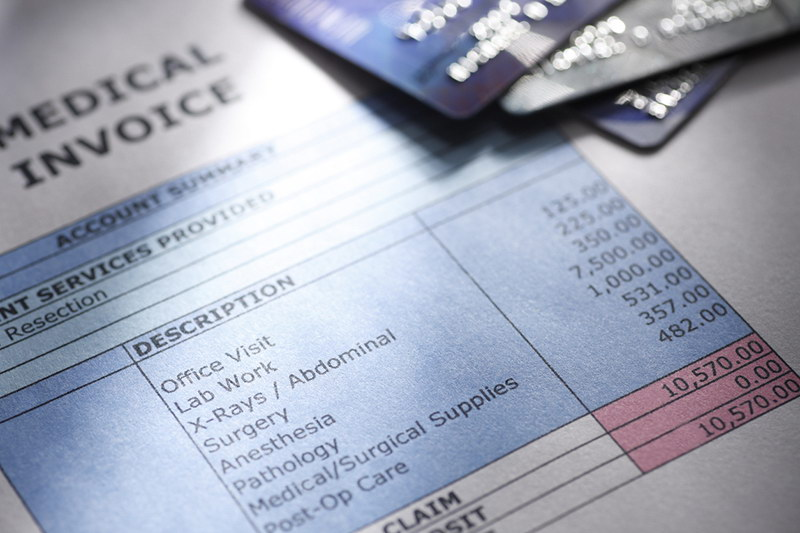 MEDICAL
INVOICE
ACCOUNT SUMMARY
NT SERVICES PROVIDED
Resection
DESCRIPTION
Office Visit 125.00
Lab Work 225.00
X-Rays / Abdominal 350.00
Surgery 7,500.00
Anesthesia 1,000.00
Pathology 531.00
Medical/Surgical Supplies 357.00
Post-Op Care 482.00
CLAIM 10,570.00
SIT 0.00
10,570.00